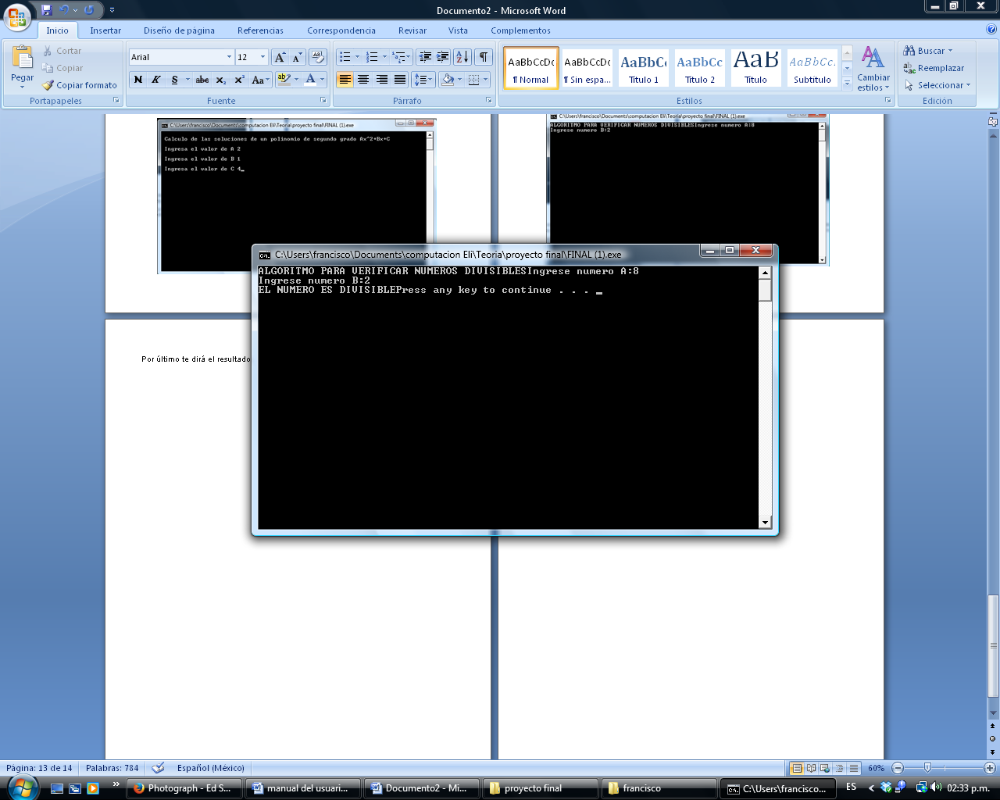 Documento2 - Microsoft Word
Inicio Insertar Diseño de página Referencias Correspondencia Revisar Vista Complementos
Pegar
Cortar
Copiar
Copiar formato
Portapapeles
Arial 12
N K S abc x₂ x² Aa
Fuente
Párrafo
AaBbCcDc AaBbCcDc AaBbC AaBbCc AaB AaBbCc.
¶ Normal ¶ Sin espa... Título 1 Título 2 Título Subtítulo
Cambiar estilos
Estilos
Buscar
Reemplazar
Seleccionar
Edición
C:\Users\francisco\Documents\computacion Eli\Teoria\proyecto final\FINAL (1).exe
Calculo de las soluciones de un polinomio de segundo grado Ax^2+Bx+C
Ingresa el valor de A 2
Ingresa el valor de B 1
Ingresa el valor de C 4_
C:\Users\francisco\Documents\computacion Eli\Teoria\proyecto final\FINAL (1).exe
ALGORITMO PARA VERIFICAR NUMEROS DIVISIBLESIngrese numero A:8
Ingrese numero B:2
C:\Users\francisco\Documents\computacion Eli\Teoria\proyecto final\FINAL (1).exe
ALGORITMO PARA VERIFICAR NUMEROS DIVISIBLESIngrese numero A:8
Ingrese numero B:2
EL NUMERO ES DIVISIBLEPress any key to continue . . . _
Por último te dirá el resultado
Página: 13 de 14 Palabras: 784 Español (México) 60%
Photograph - Ed S... manual del usuari... Documento2 - Mi... proyecto final francisco C:\Users\francisco... ES 02:33 p.m.